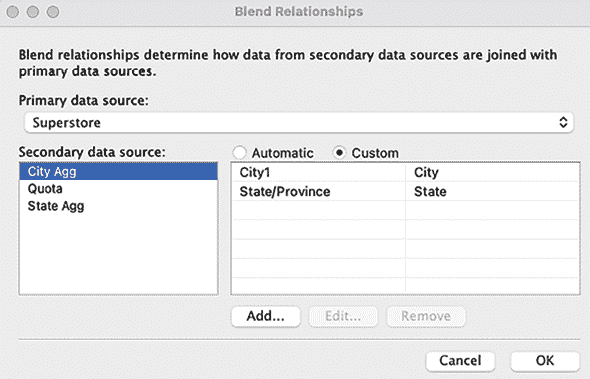 Blend Relationships
Blend relationships determine how data from secondary data sources are joined with
primary data sources.
Primary data source:
Superstore
Secondary data source:
Automatic
Custom
City Agg
Quota
State Agg
City1
City
State/Province
State
Add...
Edit...
Remove
Cancel
OK